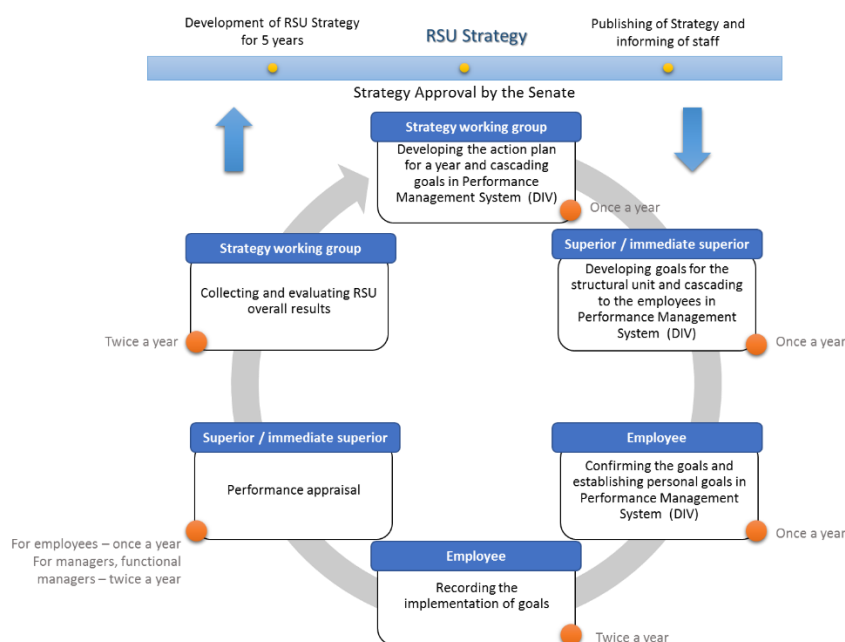 Development of RSU Strategy
for 5 years
RSU Strategy
Publishing of Strategy and
informing of staff
Strategy Approval by the Senate
Strategy working group
Developing the action plan
for a year and cascading
goals in Performance
Management System (DIV)
Once a year
Superior / immediate superior
Developing goals for the
structural unit and cascading
to the employees in
Performance Management
System (DIV)
Once a year
Employee
Confirming the goals and
establishing personal goals in
Performance Management
System (DIV)
Once a year
Employee
Recording the
implementation of goals
Twice a year
Superior / immediate superior
Performance appraisal
For employees – once a year
For managers, functional
managers – twice a year
Strategy working group
Collecting and evaluating RSU
overall results
Twice a year